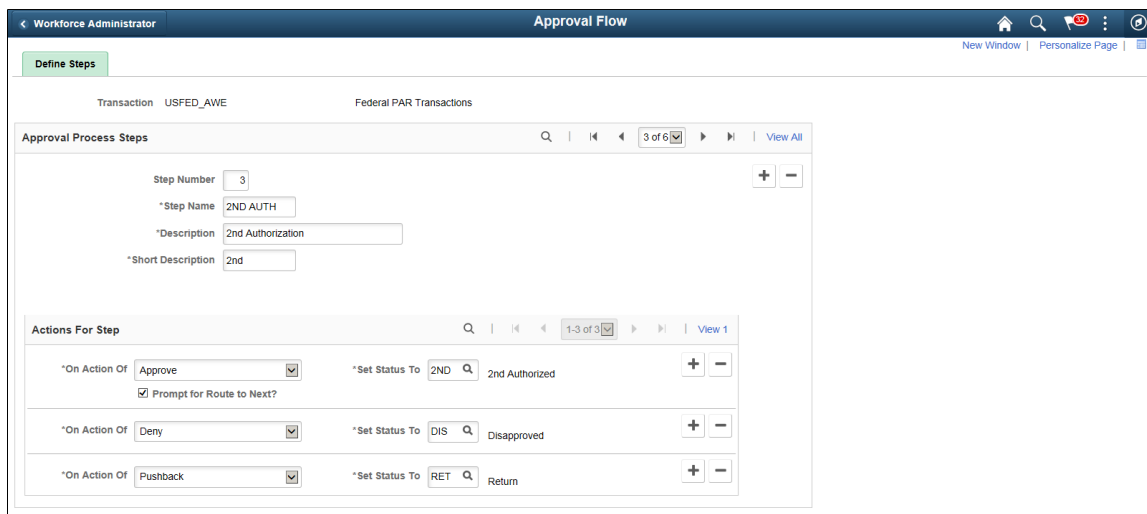 Workforce Administrator
Approval Flow
32
New Window | Personalize Page |
Define Steps
Transaction USFED_AWE Federal PAR Transactions
Approval Process Steps
3 of 6
View All
Step Number 3
*Step Name 2ND AUTH
*Description 2nd Authorization
*Short Description 2nd
Actions For Step
1-3 of 3
View 1
*On Action Of Approve *Set Status To 2ND 2nd Authorized
Prompt for Route to Next?
*On Action Of Deny *Set Status To DIS Disapproved
*On Action Of Pushback *Set Status To RET Return